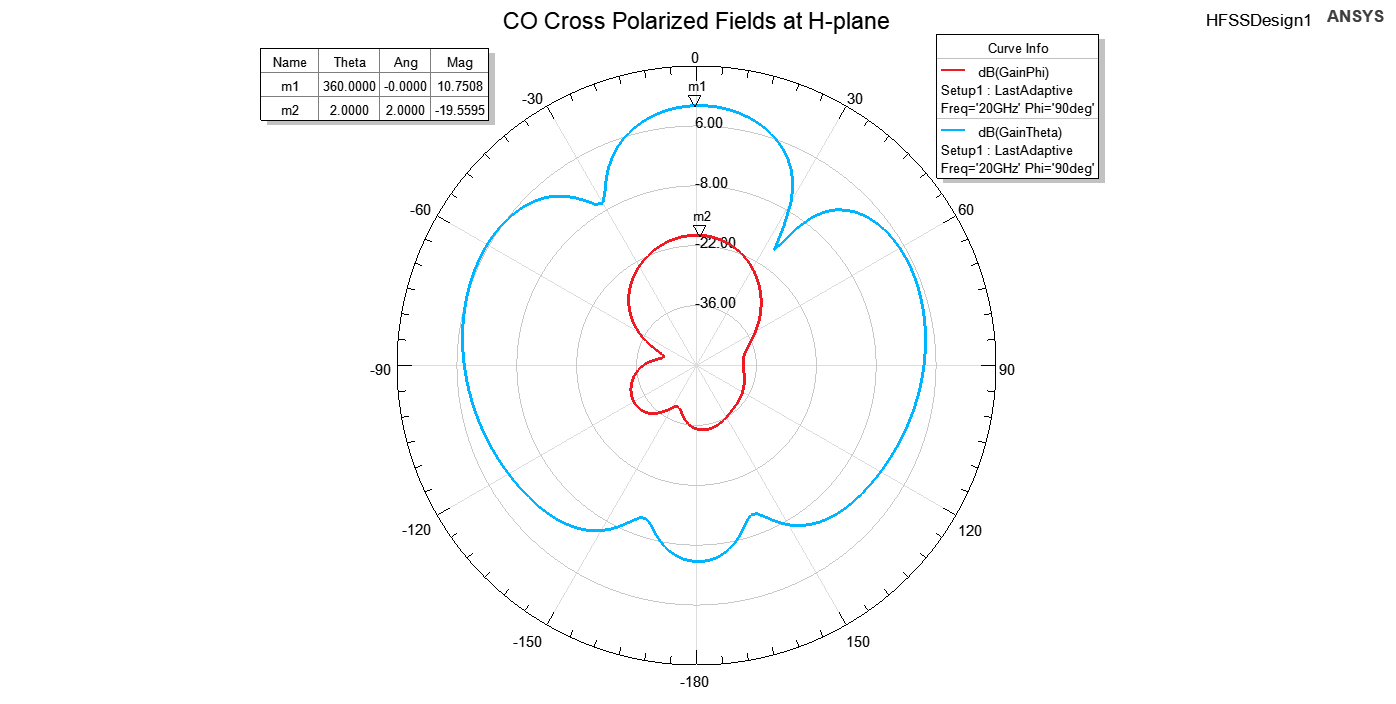 CO Cross Polarized Fields at H-plane
HFSSDesign1
ANSYS
Name Theta Ang Mag
m1 360.0000 -0.0000 10.7508
m2 2.0000 2.0000 -19.5595
Curve Info
dB(GainPhi)
Setup1 : LastAdaptive
Freq='20GHz' Phi='90deg'
dB(GainTheta)
Setup1 : LastAdaptive
Freq='20GHz' Phi='90deg'
0
m1
-30
30
6.00
-8.00
-60
60
m2
-22.00
-36.00
-90
90
-120
120
-150
150
-180